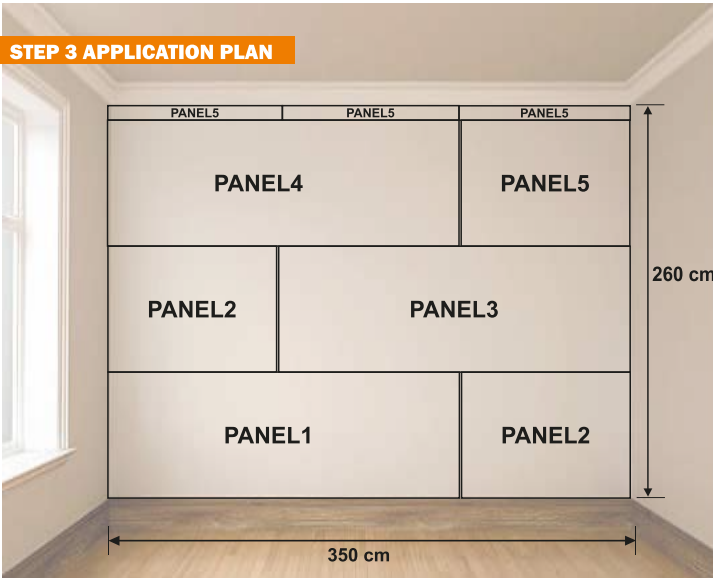 STEP 3 APPLICATION PLAN
PANEL5 PANEL5 PANEL5
PANEL4 PANEL5
PANEL2 PANEL3
260 cm
PANEL1 PANEL2
350 cm